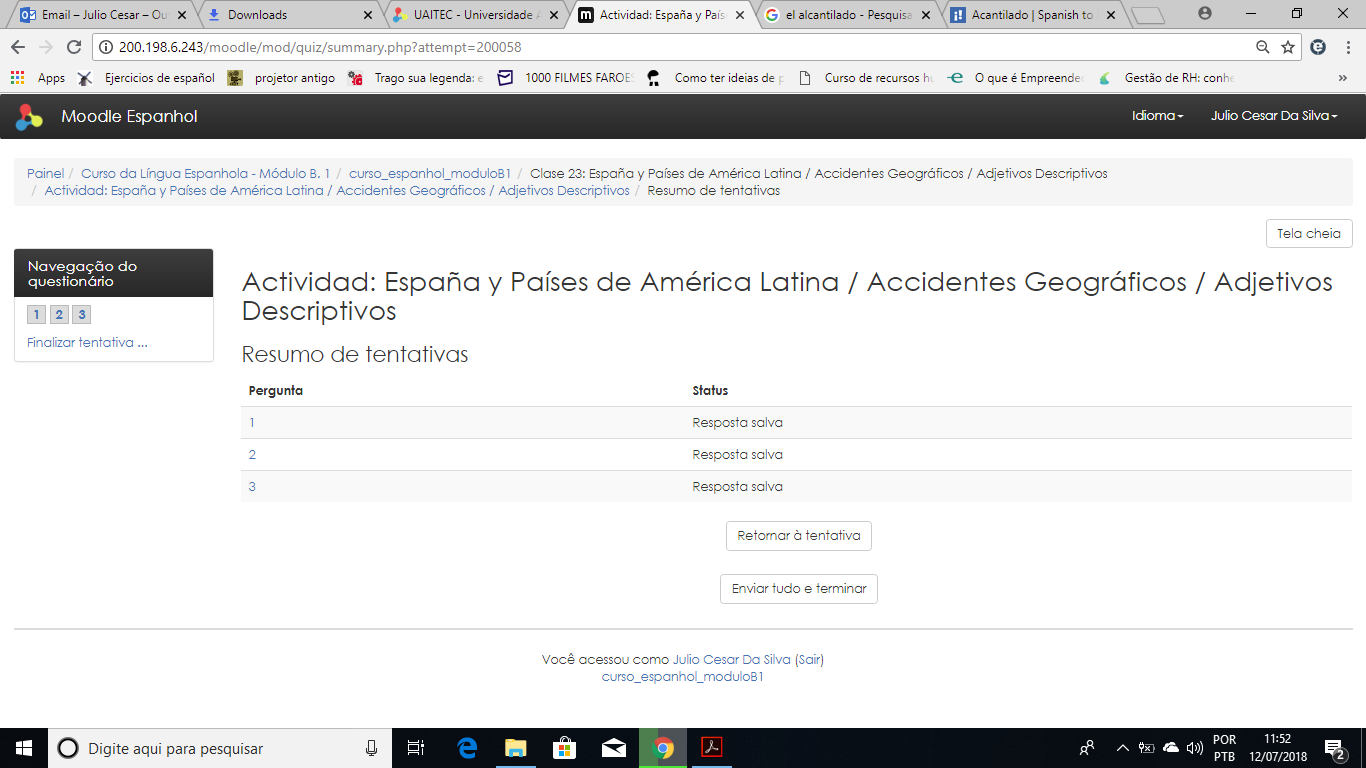 Email – Julio Cesar – Ou
Downloads
UAITEC - Universidade A
Actividad: España y País
el alcantilado - Pesquisa
Acantilado | Spanish to
200.198.6.243/moodle/mod/quiz/summary.php?attempt=200058
Apps
Ejercicios de español
projetor antigo
Trago sua legenda: e
1000 FILMES FAROES
Como ter ideias de p
Curso de recursos hu
O que é Empreende
Gestão de RH: conhe
Moodle Espanhol
Idioma
Julio Cesar Da Silva
Painel / Curso da Língua Espanhola - Módulo B. 1 / curso_espanhol_moduloB1 / Clase 23: España y Países de América Latina / Accidentes Geográficos / Adjetivos Descriptivos
/ Actividad: España y Países de América Latina / Accidentes Geográficos / Adjetivos Descriptivos / Resumo de tentativas
Tela cheia
Navegação do
questionário
1 2 3
Finalizar tentativa ...
Actividad: España y Países de América Latina / Accidentes Geográficos / Adjetivos
Descriptivos
Resumo de tentativas
Pergunta Status
1 Resposta salva
2 Resposta salva
3 Resposta salva
Retornar à tentativa
Enviar tudo e terminar
Você acessou como Julio Cesar Da Silva (Sair)
curso_espanhol_moduloB1
Digite aqui para pesquisar
POR
PTB
11:52
12/07/2018
2